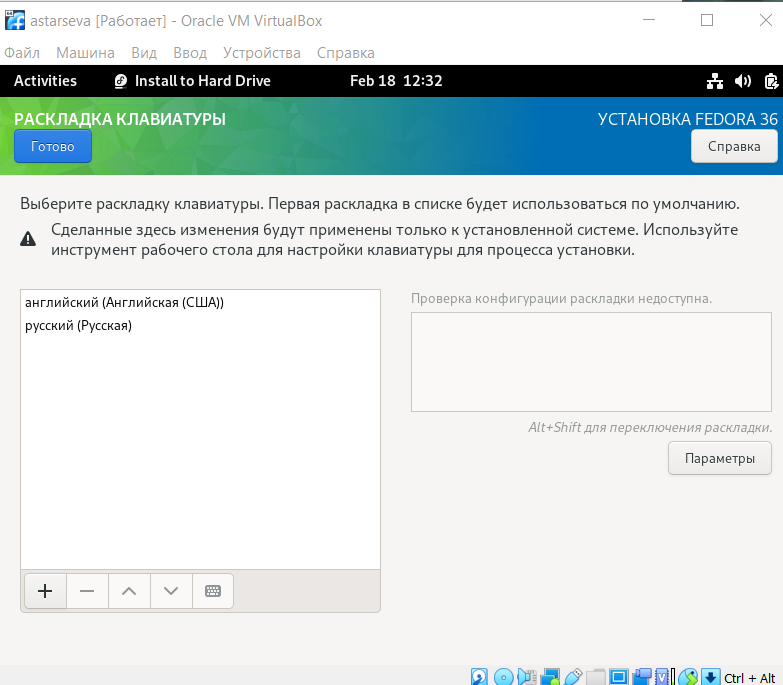 astarseva [Работает] - Oracle VM VirtualBox
Файл Машина Вид Ввод Устройства Справка
Activities Install to Hard Drive Feb 18 12:32
РАСКЛАДКА КЛАВИАТУРЫ УСТАНОВКА FEDORA 36
Готово Справка
Выберите раскладку клавиатуры. Первая раскладка в списке будет использоваться по умолчанию.
Сделанные здесь изменения будут применены только к установленной системе. Используйте
инструмент рабочего стола для настройки клавиатуры для процесса установки.
английский (Английская (США))
русский (Русская)
Проверка конфигурации раскладки недоступна.
Alt+Shift для переключения раскладки.
Параметры
Ctrl + Alt